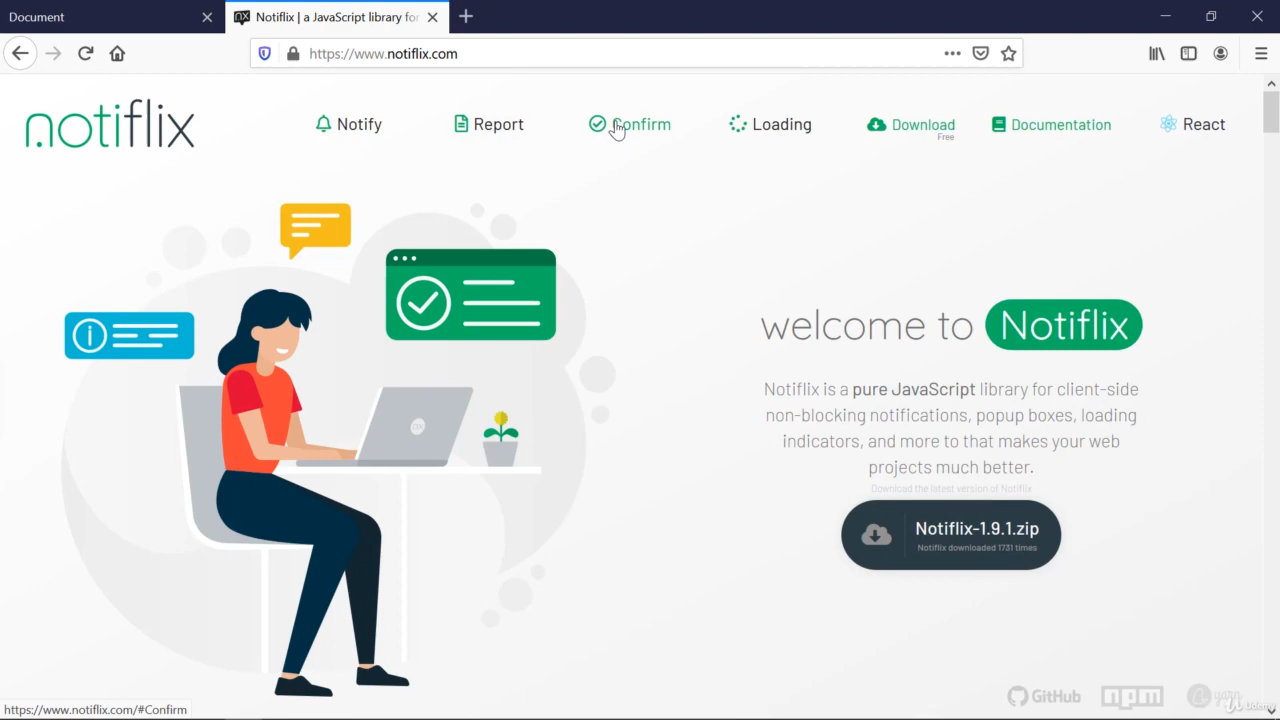 Document
Notiflix | a JavaScript library for
https://www.notiflix.com
notiflix
Notify
Report
Confirm
Loading
Download
Free
Documentation
React
welcome to Notiflix
Notiflix is a pure JavaScript library for client-side
non-blocking notifications, popup boxes, loading
indicators, and more to that makes your web
projects much better.
Download the latest version of Notiflix
Notiflix-1.9.1.zip
Notiflix downloaded 1731 times
GitHub
npm
yarn
Udemy
https://www.notiflix.com/#Confirm